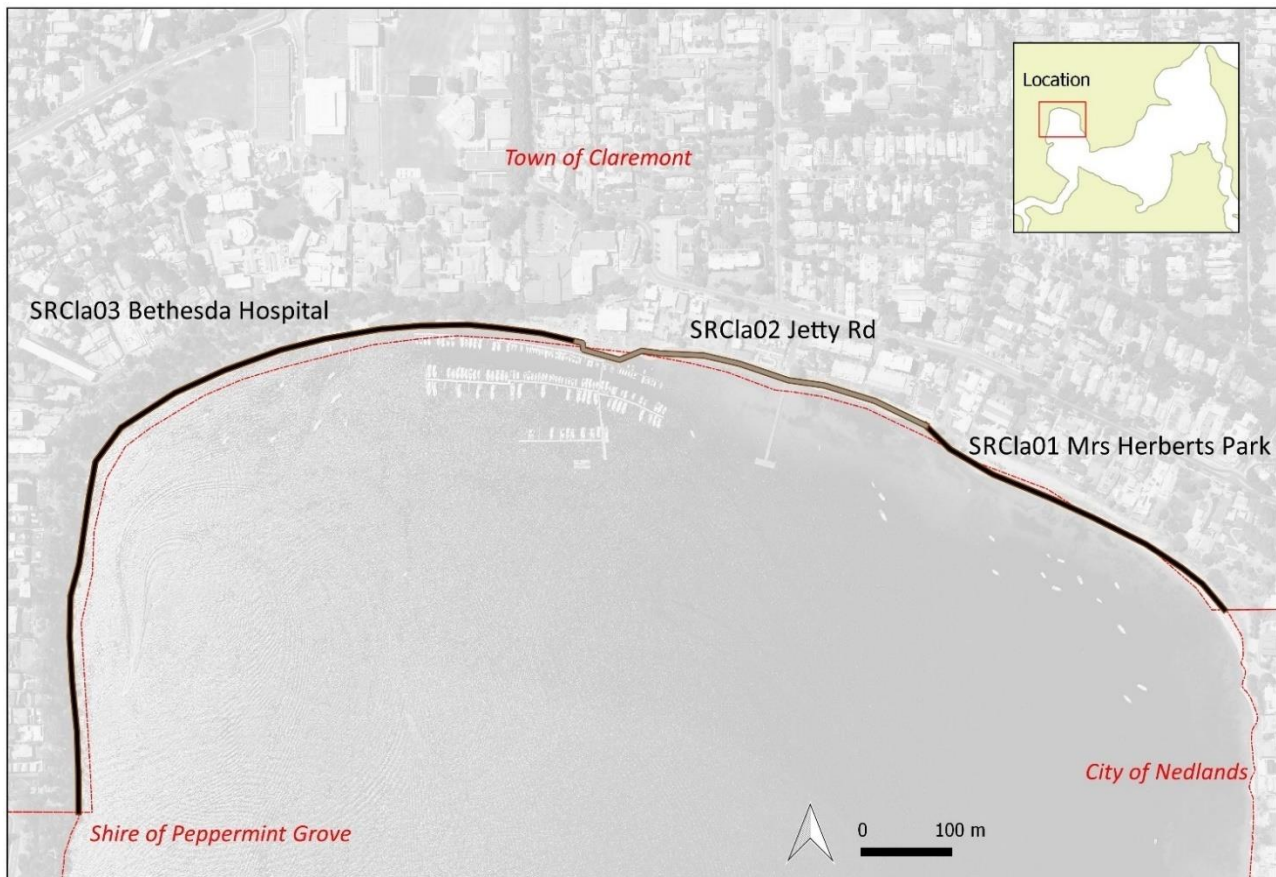 Location
Town of Claremont
SRCla03 Bethesda Hospital
SRCla02 Jetty Rd
SRCla01 Mrs Herberts Park
City of Nedlands
Shire of Peppermint Grove
0 100 m